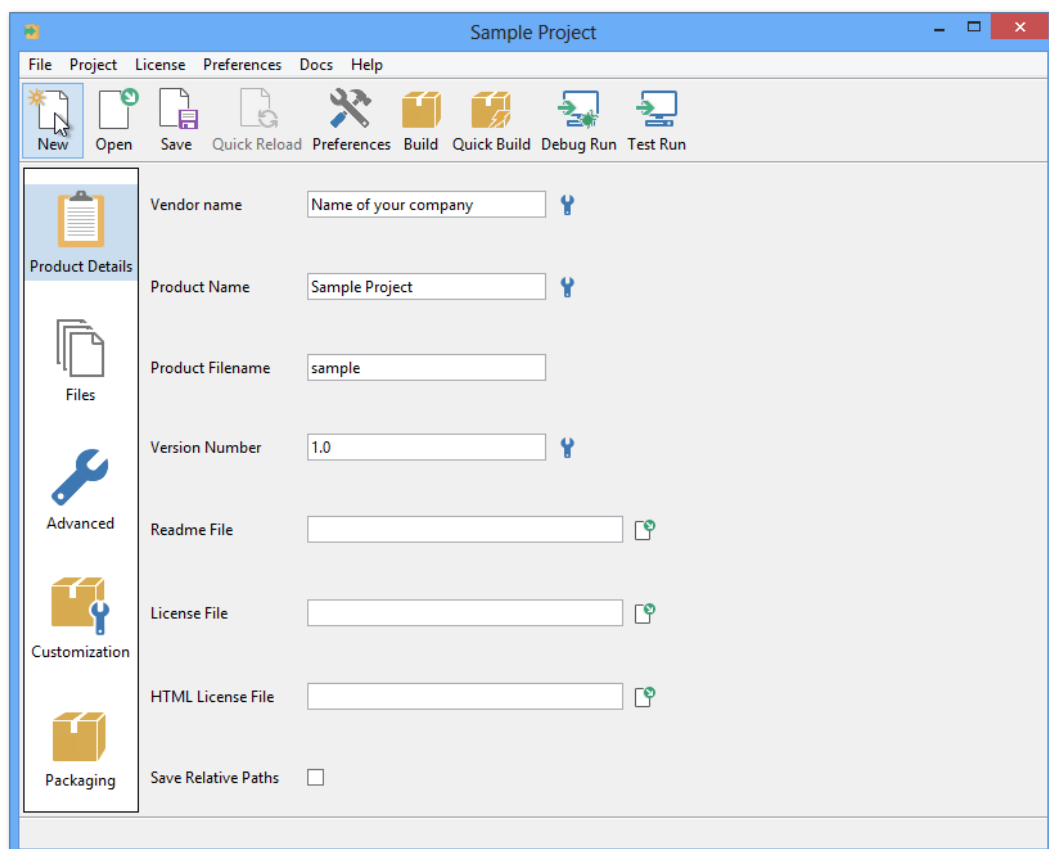 Sample Project
File Project License Preferences Docs Help
New Open Save Quick Reload Preferences Build Quick Build Debug Run Test Run
Product Details
Files
Advanced
Customization
Packaging
Vendor name Name of your company
Product Name Sample Project
Product Filename sample
Version Number 1.0
Readme File
License File
HTML License File
Save Relative Paths